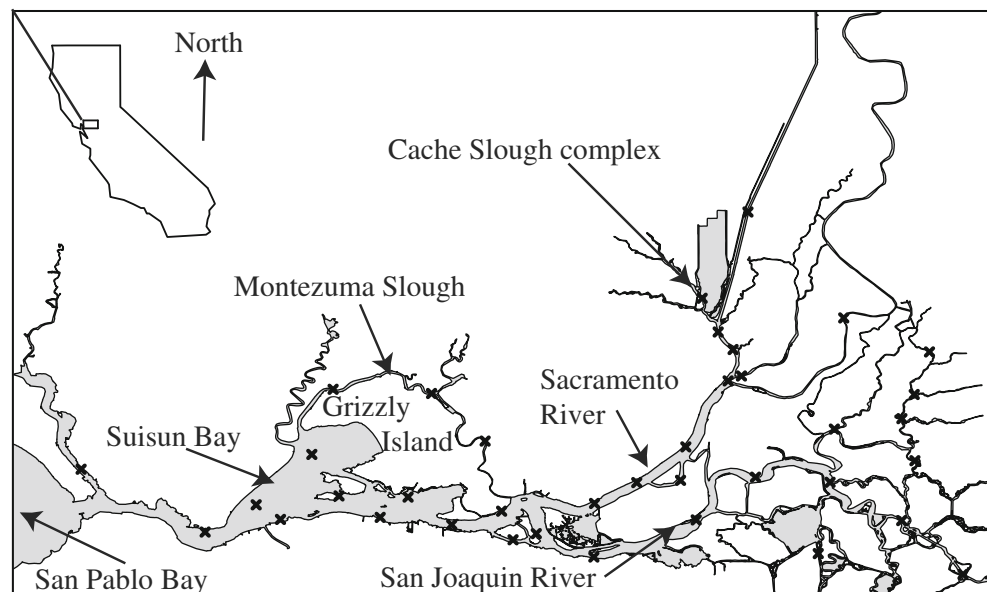 North
Cache Slough complex
Montezuma Slough
Sacramento
River
Grizzly
Island
Suisun Bay
San Pablo Bay
San Joaquin River